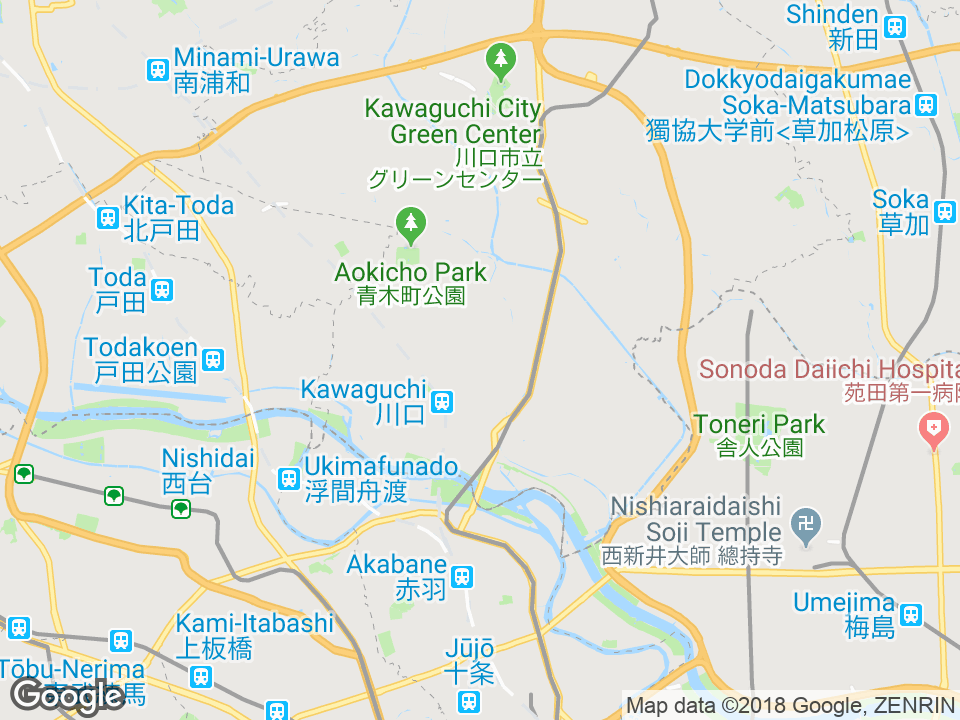 Shinden
新田
Minami-Urawa
南浦和
Dokkyodaigakumae
Soka-Matsubara
獨協大学前<草加松原>
Kawaguchi City
Green Center
川口市立
グリーンセンター
Kita-Toda
北戸田
Soka
草加
Aokicho Park
青木町公園
Toda
戸田
Todakoen
戸田公園
Sonoda Daiichi Hospita
苑田第一病院
Kawaguchi
川口
Toneri Park
舎人公園
Nishidai
西台
Ukimafunado
浮間舟渡
Nishiaraidaishi
Soji Temple
西新井大師 總持寺
Akabane
赤羽
Umejima
梅島
Kami-Itabashi
上板橋
Jūjō
十条
Tōbu-Nerima
東武練馬
Google
Map data ©2018 Google, ZENRIN